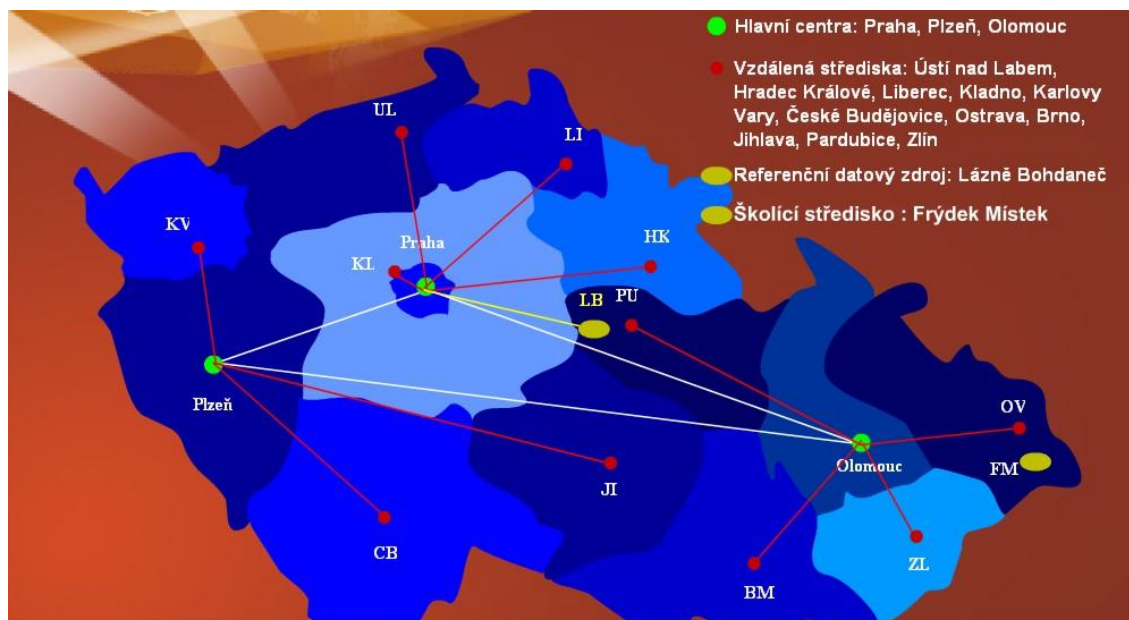 Hlavní centra: Praha, Plzeň, Olomouc
Vzdálená střediska: Ústí nad Labem,
Hradec Králové, Liberec, Kladno, Karlovy
Vary, České Budějovice, Ostrava, Brno,
Jihlava, Pardubice, Zlín
Referenční datový zdroj: Lázně Bohdaneč
Školící středisko : Frýdek Místek
UL
LI
KV
Praha
HK
KL
LB
PU
Plzeň
OV
Olomouc
FM
JI
CB
ZL
BM